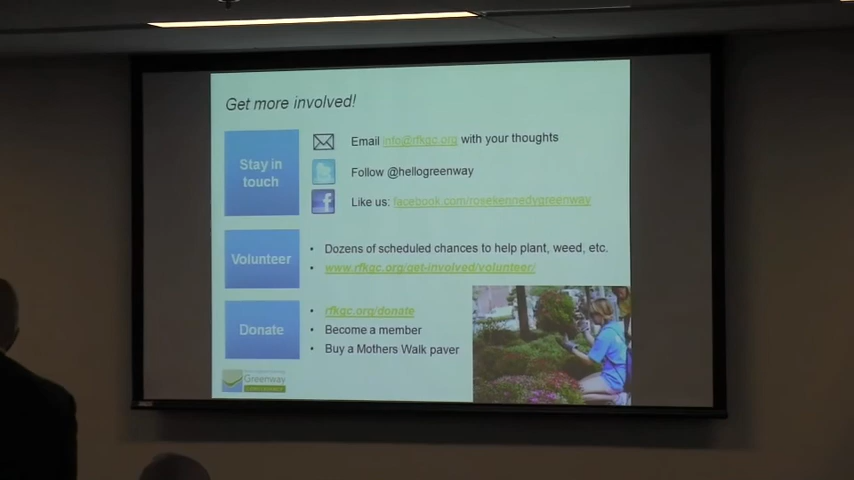 Get more involved!
Stay in touch
Email info@rfkgc.org with your thoughts
Follow @hellogreenway
Like us: facebook.com/rosekennedygreenway
Volunteer
• Dozens of scheduled chances to help plant, weed, etc.
• www.rfkgc.org/get-involved/volunteer/
Donate
• rfkgc.org/donate
• Become a member
• Buy a Mothers Walk paver
Greenway